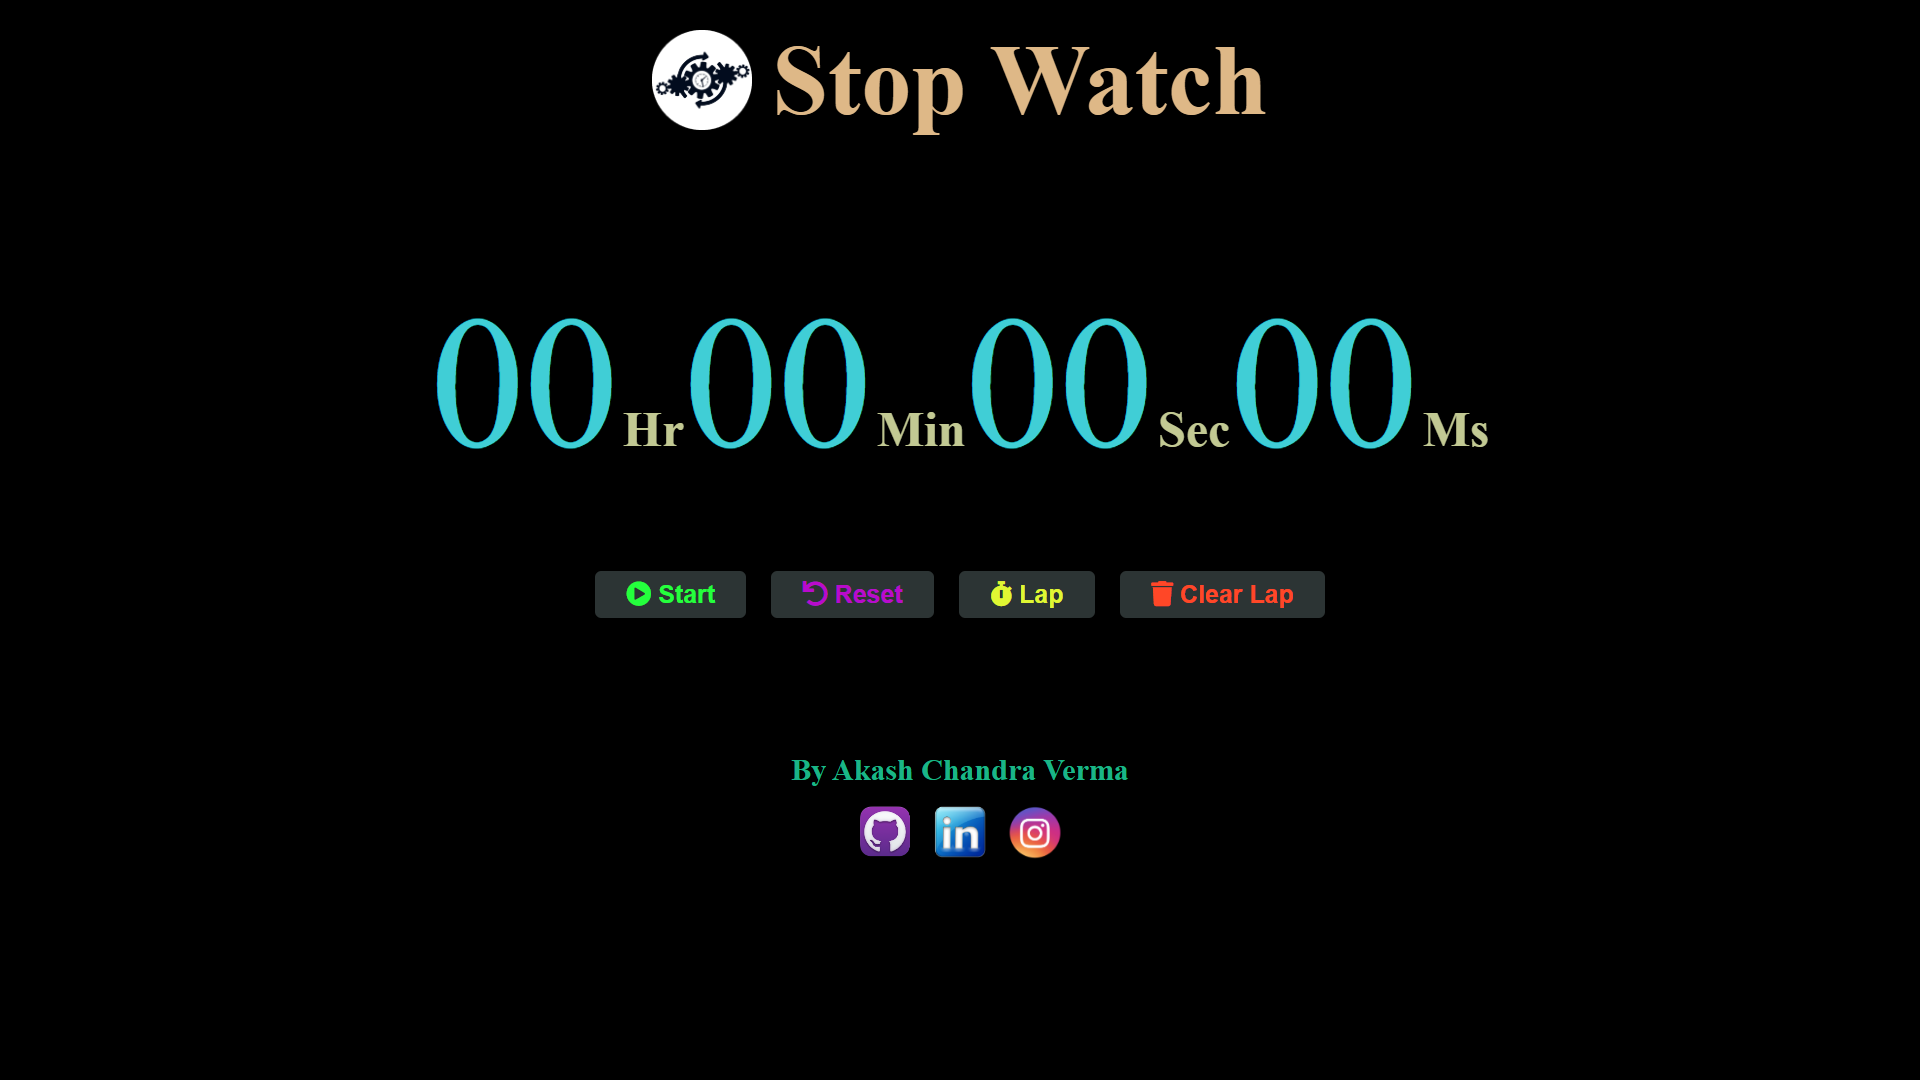 Stop Watch
00 Hr 00 Min 00 Sec 00 Ms
Start Reset Lap Clear Lap
By Akash Chandra Verma
in